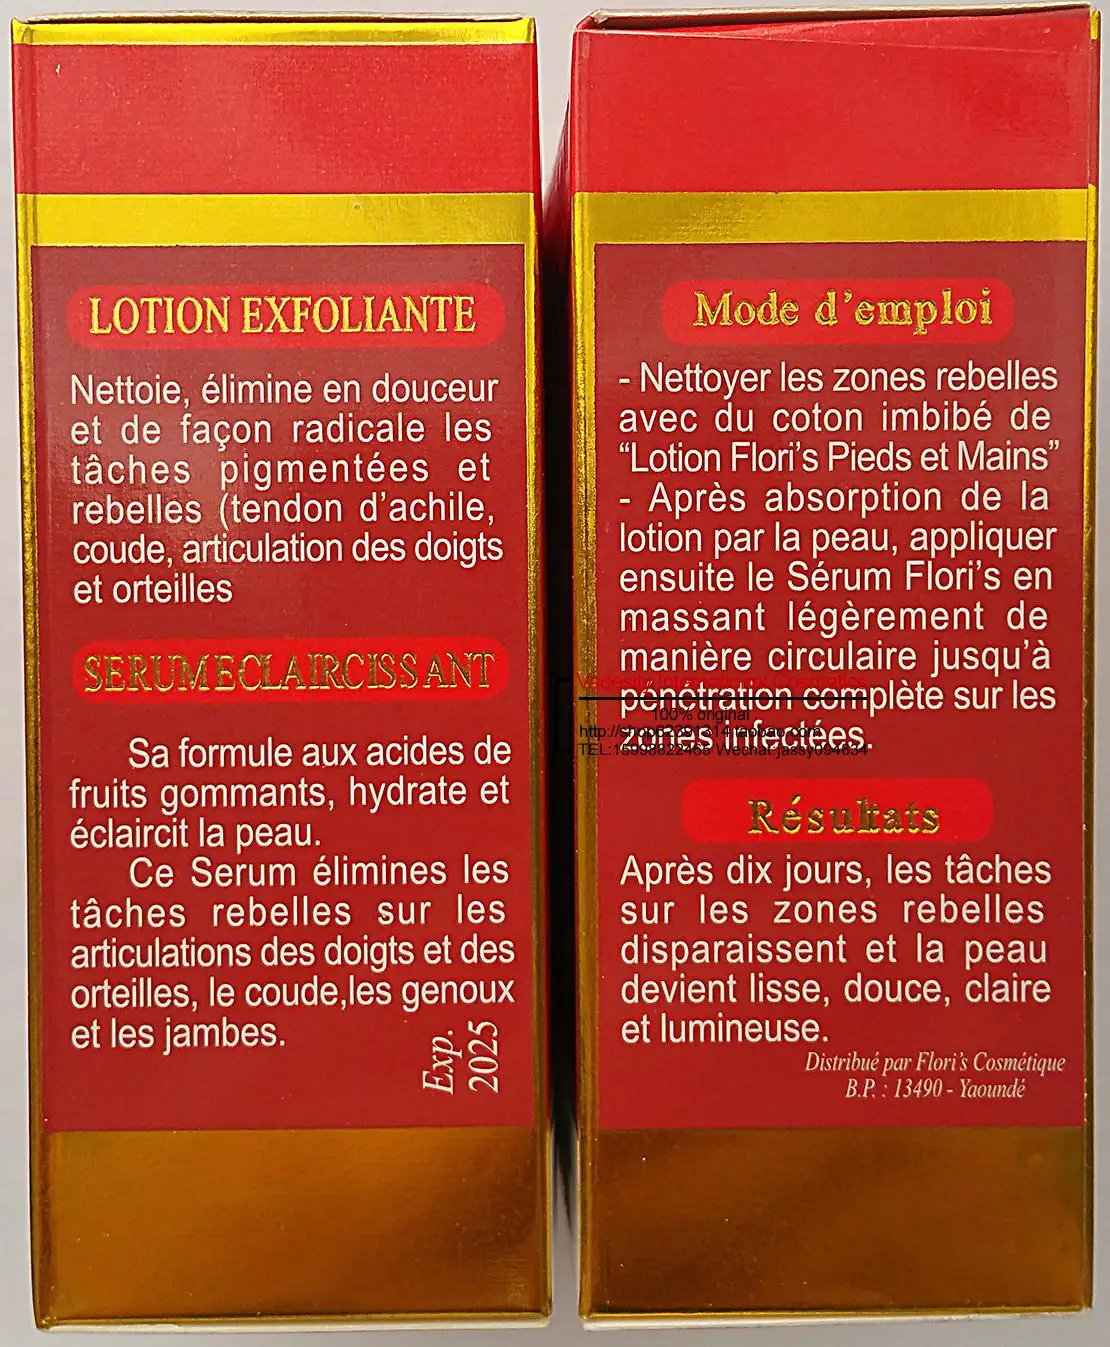 LOTION EXFOLIANTE
Nettoie, élimine en douceur
et de façon radicale les
tâches pigmentées et
rebelles (tendon d'achile,
coude, articulation des doigts
et orteilles
SERUM ECLAIRCISSANT
Sa formule aux acides de
fruits gommants, hydrate et
éclaircit la peau.
Ce Serum élimines les
tâches rebelles sur les
articulations des doigts et des
orteilles, le coude,les genoux
et les jambes.
Exp.
2025
Mode d'emploi
- Nettoyer les zones rebelles
avec du coton imbibé de
“Lotion Flori's Pieds et Mains”
- Après absorption de la
lotion par la peau, appliquer
ensuite le Sérum Flori's en
massant légèrement de
manière circulaire jusqu'à
pénétration complète sur les
zones infectées.
International Cosmetics
100% original
Résultats
Après dix jours, les tâches
sur les zones rebelles
disparaissent et la peau
devient lisse, douce, claire
et lumineuse.
Distribué par Flori's Cosmétique
B.P. : 13490 - Yaoundé